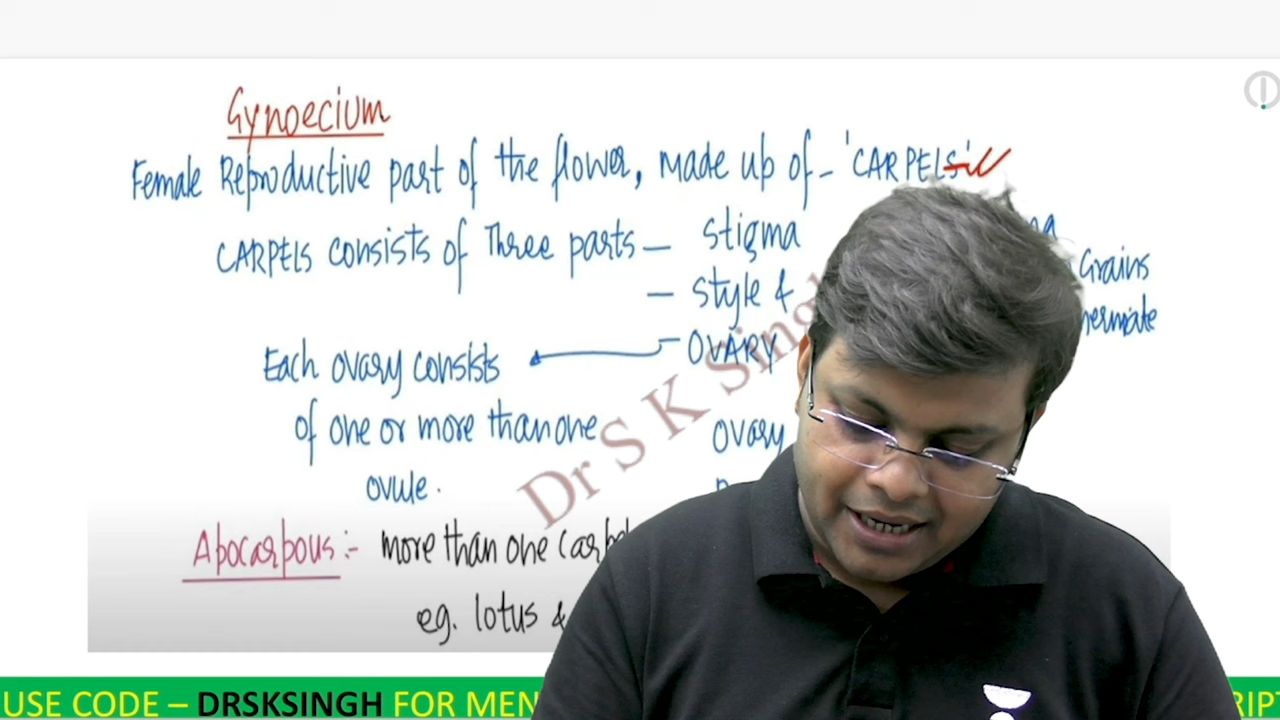 Gynoecium
Female Reproductive part of the flower, made up of - 'CARPELS'
CARPELS consists of Three parts - stigma
- style &
- OVARY
Grains
Each ovary consists
of one or more than one
ovule.
ovary
Dr S K Singh
Apocarpous:- more than one
eg. lotus &
USE CODE – DRSKSINGH FOR